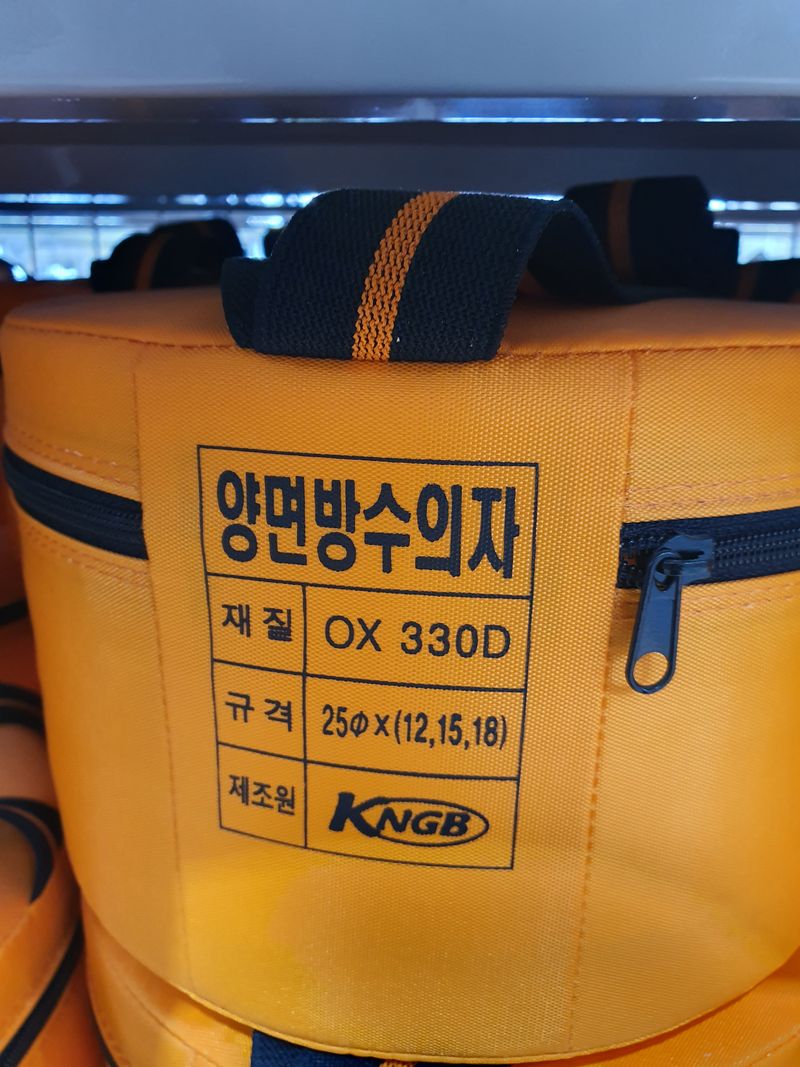 양면방수의자
재질 OX 330D
규격 25Φ x (12,15,18)
제조원 KNGB